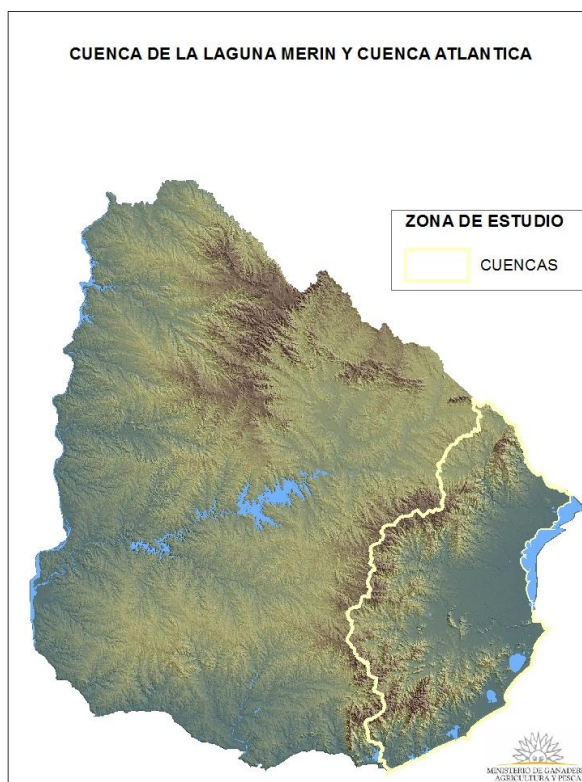 CUENCA DE LA LAGUNA MERIN Y CUENCA ATLANTICA
ZONA DE ESTUDIO
CUENCAS
MINISTERIO DE GANADER
AGRICULTURA Y PESCA